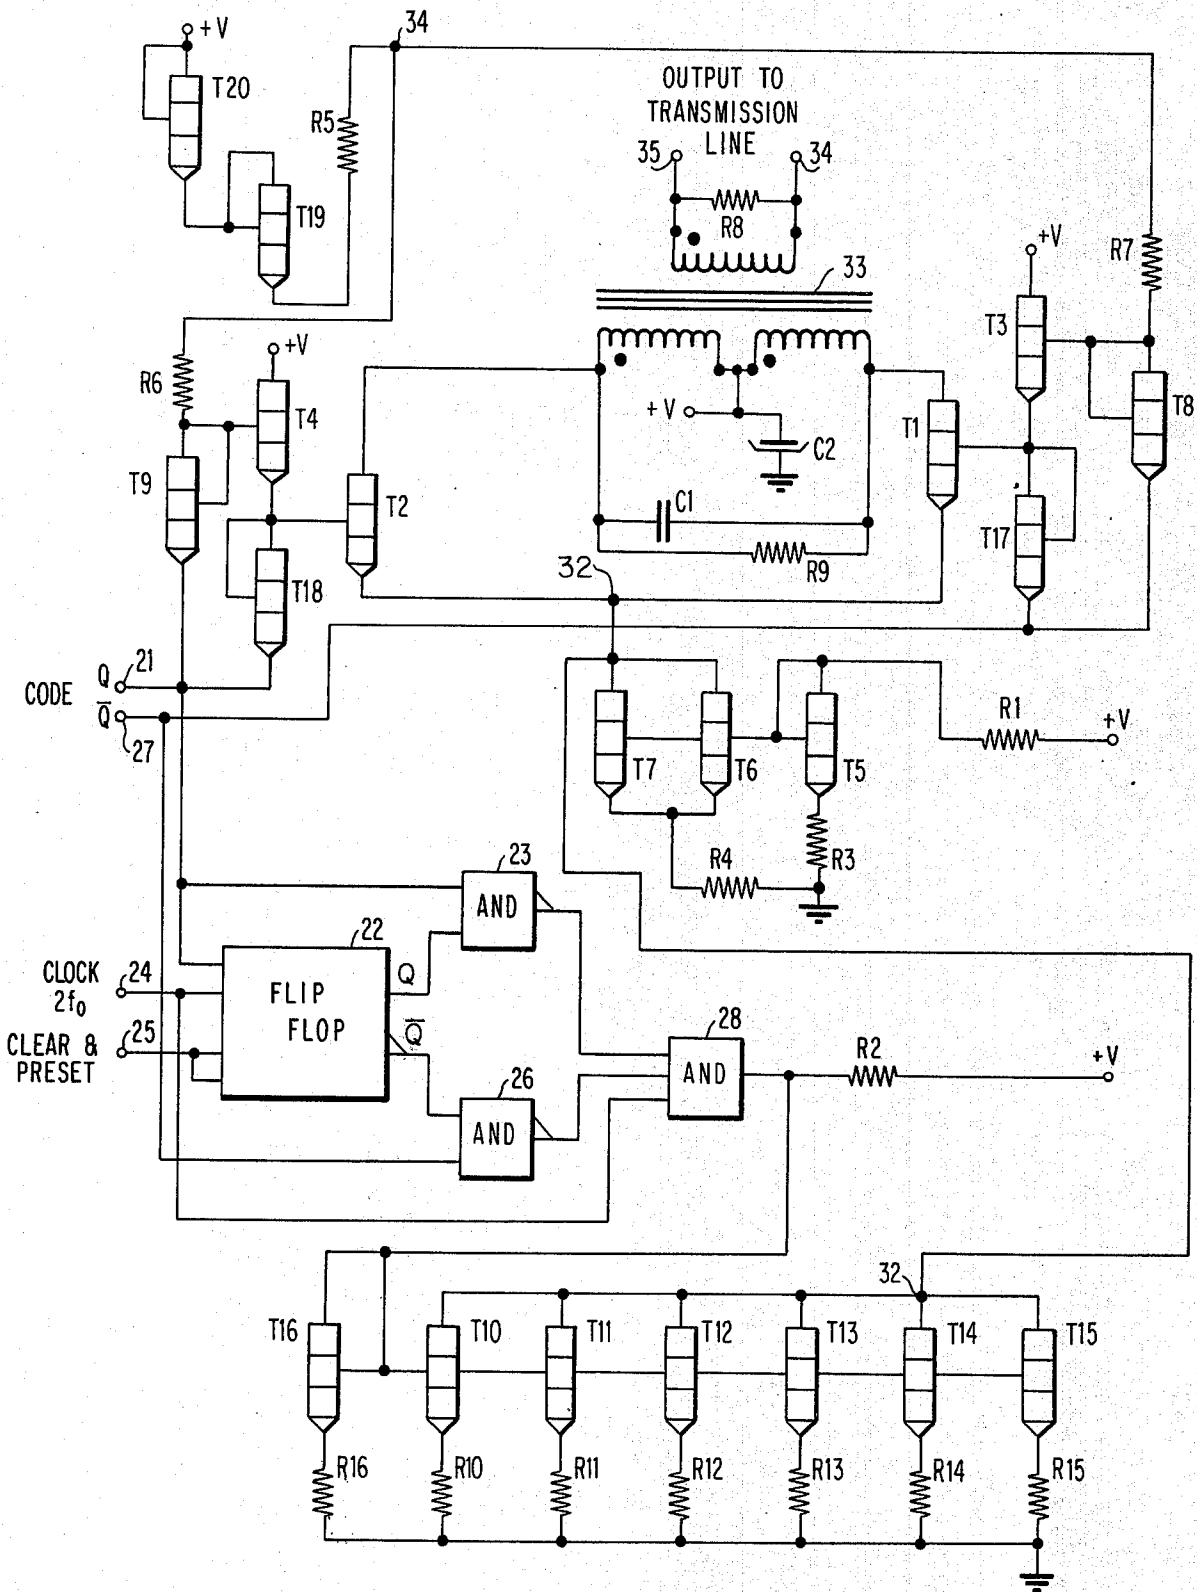 +V
34
T20
R5
T19
OUTPUT TO
TRANSMISSION
LINE
35
34
R8
33
+V
R7
T3
T8
R6
+V
T4
T9
T2
T18
+V
C2
T1
C1
R9
T17
32
CODE
Q
21
Q̅
27
T7
T6
T5
R1
+V
R3
R4
23
AND
22
FLIP
FLOP
Q
Q̅
CLOCK
2f0
24
CLEAR &
PRESET
25
26
AND
28
AND
R2
+V
32
T16
T10
T11
T12
T13
T14
T15
R16
R10
R11
R12
R13
R14
R15